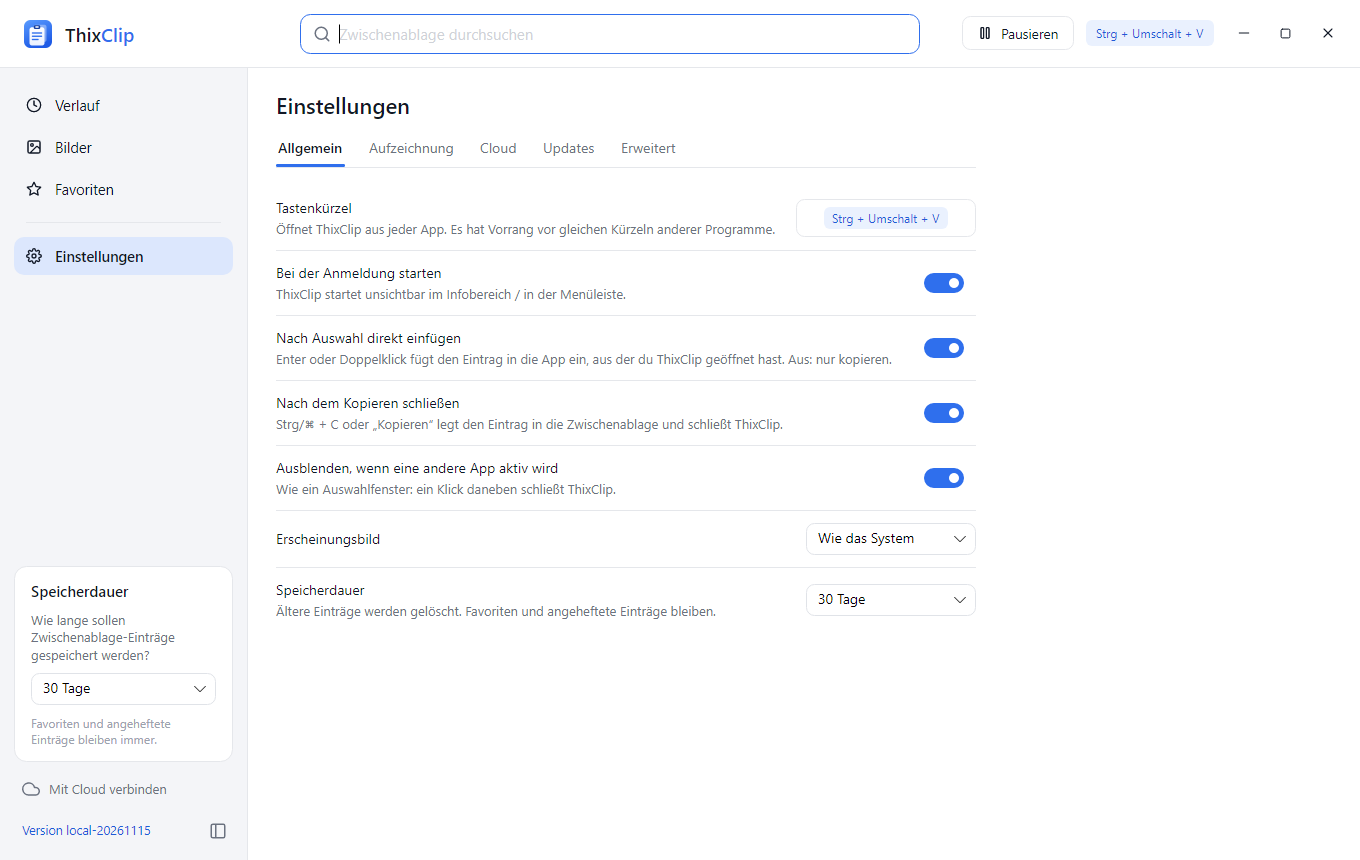 ThixClip
Zwischenablage durchsuchen
Pausieren
Strg + Umschalt + V
Verlauf
Bilder
Favoriten
Einstellungen
Speicherdauer
Wie lange sollen
Zwischenablage-Einträge
gespeichert werden?
30 Tage
Favoriten und angeheftete
Einträge bleiben immer.
Mit Cloud verbinden
Version local-20261115
Einstellungen
Allgemein
Aufzeichnung
Cloud
Updates
Erweitert
Tastenkürzel
Öffnet ThixClip aus jeder App. Es hat Vorrang vor gleichen Kürzeln anderer Programme.
Strg + Umschalt + V
Bei der Anmeldung starten
ThixClip startet unsichtbar im Infobereich / in der Menüleiste.
Nach Auswahl direkt einfügen
Enter oder Doppelklick fügt den Eintrag in die App ein, aus der du ThixClip geöffnet hast. Aus: nur kopieren.
Nach dem Kopieren schließen
Strg/⌘ + C oder „Kopieren“ legt den Eintrag in die Zwischenablage und schließt ThixClip.
Ausblenden, wenn eine andere App aktiv wird
Wie ein Auswahlfenster: ein Klick daneben schließt ThixClip.
Erscheinungsbild
Wie das System
Speicherdauer
Ältere Einträge werden gelöscht. Favoriten und angeheftete Einträge bleiben.
30 Tage